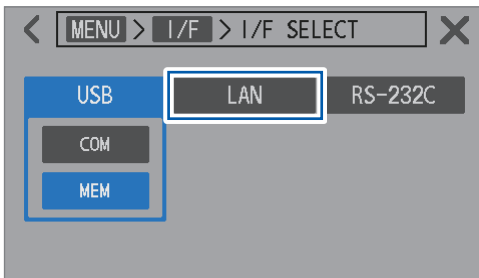 MENU > I/F > I/F SELECT
USB LAN RS-232C
COM
MEM